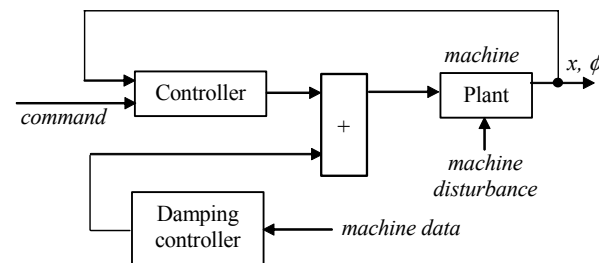 machine
x, ϕ
Controller
Plant
command
+
machine
disturbance
Damping
controller
machine data